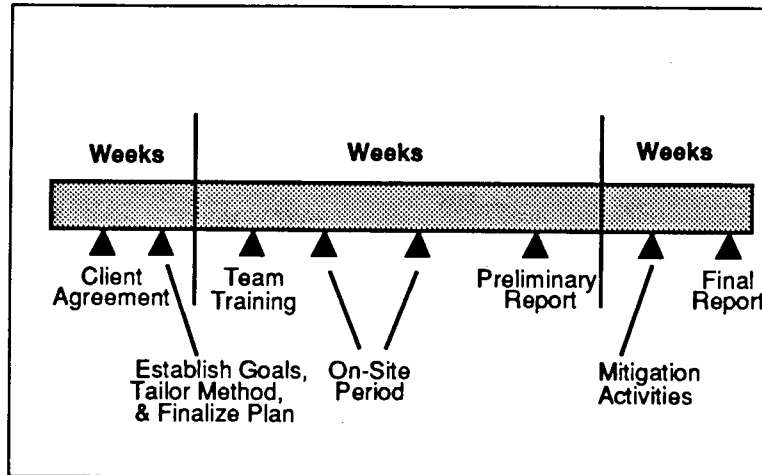 Weeks
Weeks
Weeks
Client
Agreement
Team
Training
Preliminary
Report
Final
Report
Establish Goals,
Tailor Method,
& Finalize Plan
On-Site
Period
Mitigation
Activities